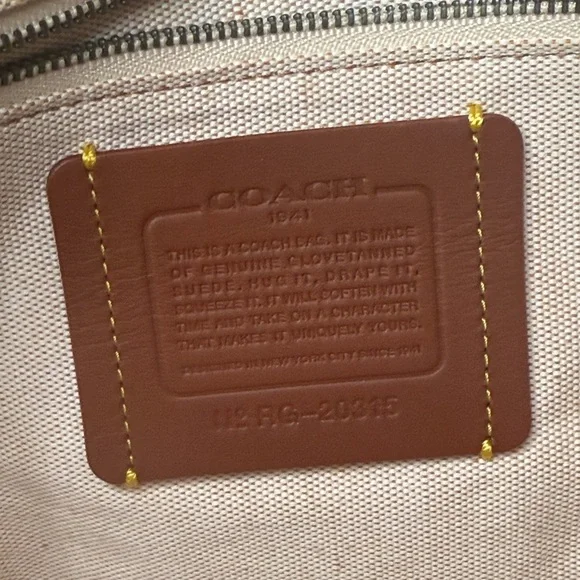 COACH
1941
THIS IS A COACH BAG. IT IS MADE
OF GENUINE GLOVETANNED
SUEDE. HUG IT, DRAPE IT,
SQUEEZE IT. IT WILL SOFTEN WITH
TIME AND TAKE ON A CHARACTER
THAT MAKES IT UNIQUELY YOURS.
DESIGNED IN NEW YORK CITY SINCE 1941
H2RG-20315